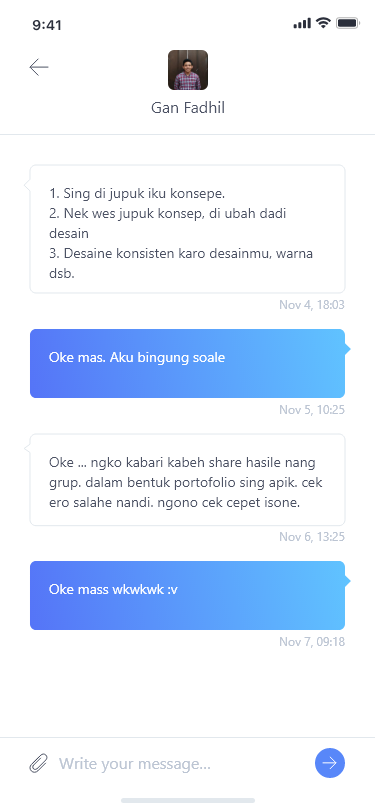 9:41
Gan Fadhil
1. Sing di jupuk iku konsepe.
2. Nek wes jupuk konsep, di ubah dadi
desain
3. Desaine konsisten karo desainmu, warna
dsb.
Nov 4, 18:03
Oke mas. Aku bingung soale
Nov 5, 10:25
Oke ... ngko kabari kabeh share hasile nang
grup. dalam bentuk portofolio sing apik. cek
ero salahe nandi. ngono cek cepet isone.
Nov 6, 13:25
Oke mass wkwkwk :v
Nov 7, 09:18
Write your message...